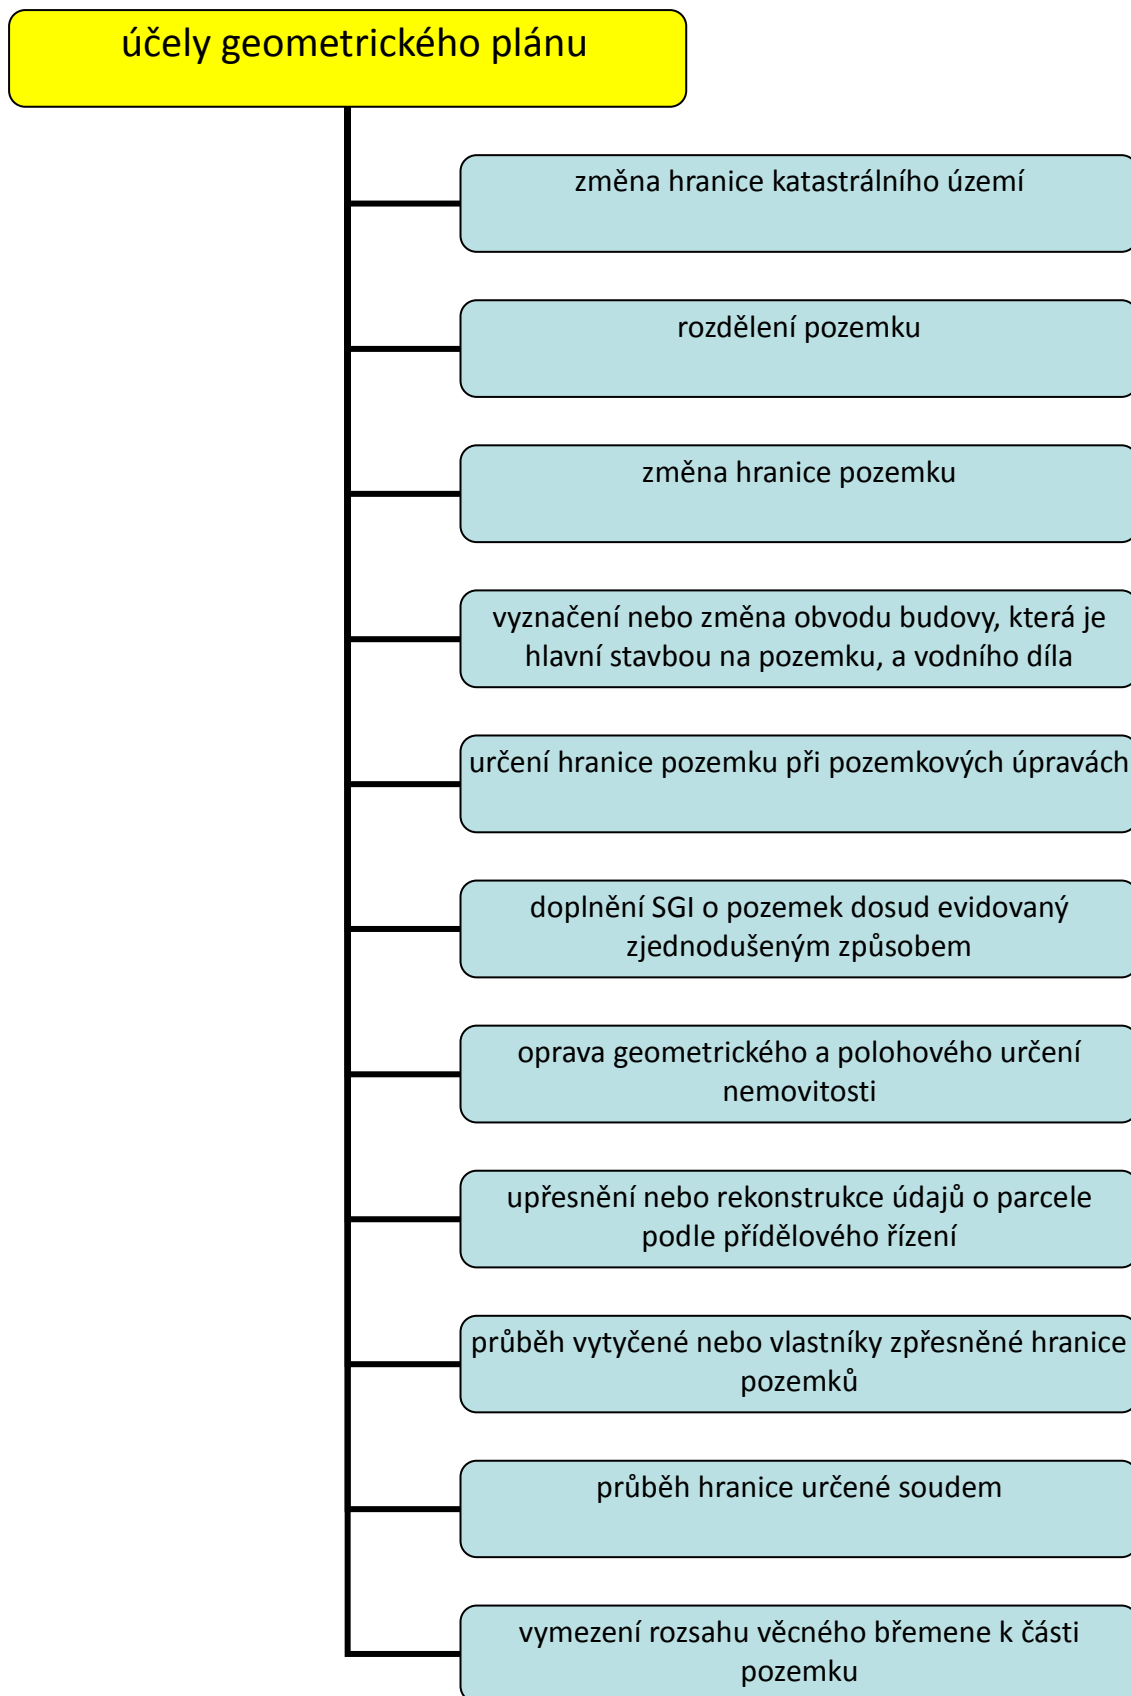 účely geometrického plánu
změna hranice katastrálního území
rozdělení pozemku
změna hranice pozemku
vyznačení nebo změna obvodu budovy, která je
hlavní stavbou na pozemku, a vodního díla
určení hranice pozemku při pozemkových úpravách
doplnění SGI o pozemek dosud evidovaný
zjednodušeným způsobem
oprava geometrického a polohového určení
nemovitosti
upřesnění nebo rekonstrukce údajů o parcele
podle přídělového řízení
průběh vytyčené nebo vlastníky zpřesněné hranice
pozemků
průběh hranice určené soudem
vymezení rozsahu věcného břemene k části
pozemku